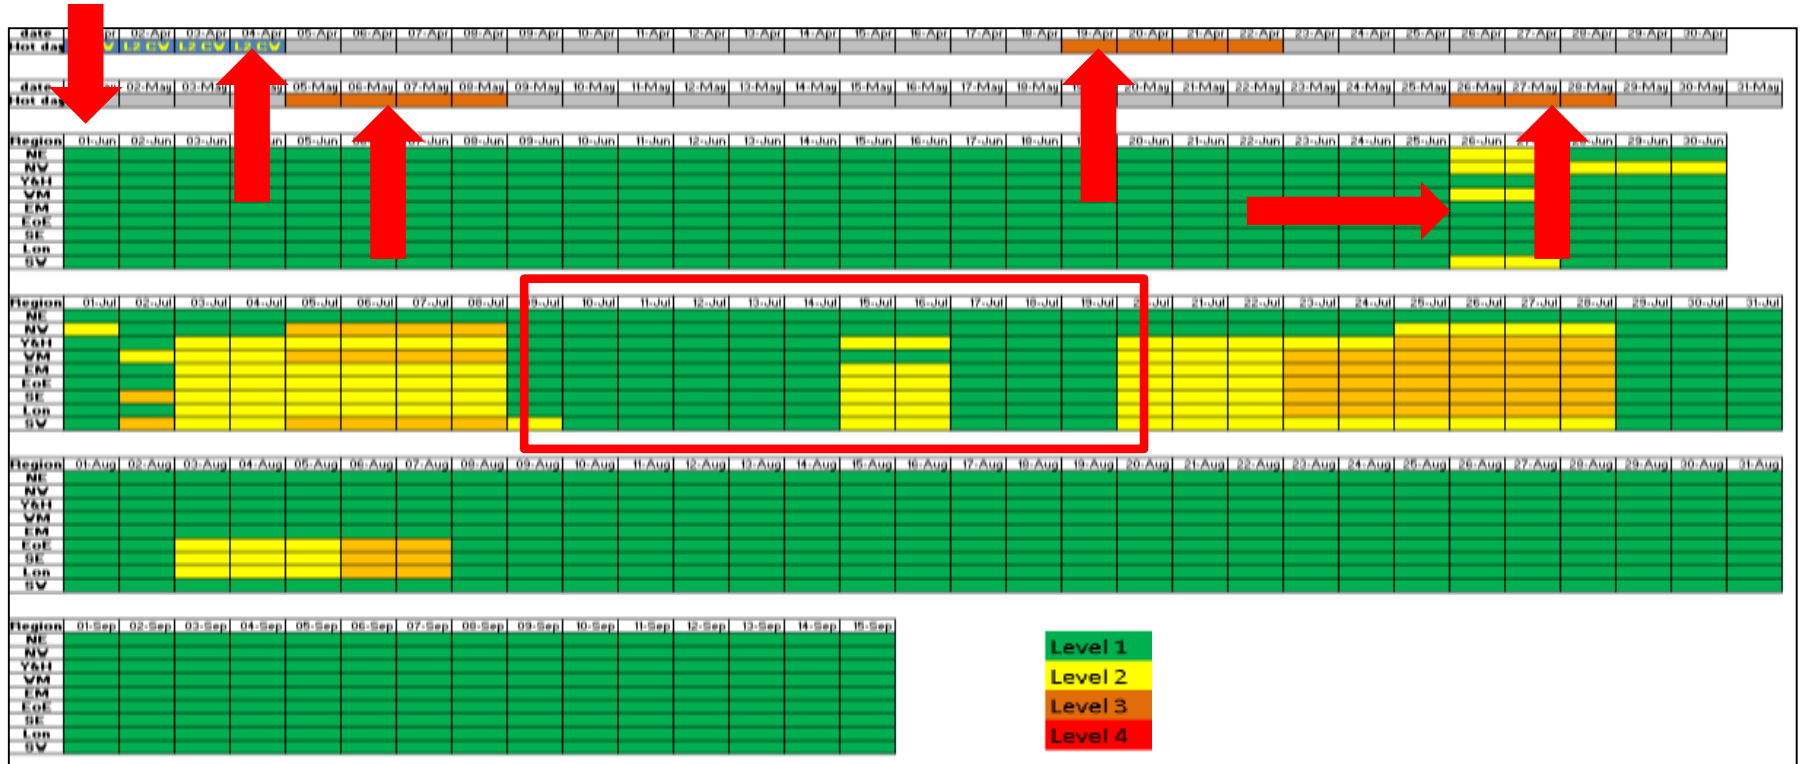 date 02-Apr 03-Apr 04-Apr 05-Apr 06-Apr 07-Apr 08-Apr 09-Apr 10-Apr 11-Apr 12-Apr 13-Apr 14-Apr 15-Apr 16-Apr 17-Apr 18-Apr 19-Apr 20-Apr 21-Apr 22-Apr 23-Apr 24-Apr 25-Apr 26-Apr 27-Apr 28-Apr 29-Apr 30-Apr
Hot day L2 CW L2 CW L2 CW
date 02-May 03-May 05-May 06-May 07-May 08-May 09-May 10-May 11-May 12-May 13-May 14-May 15-May 16-May 17-May 18-May 20-May 21-May 22-May 23-May 24-May 25-May 26-May 27-May 28-May 29-May 30-May 31-May
Hot day
Region 01-Jun 02-Jun 03-Jun 05-Jun 08-Jun 09-Jun 10-Jun 11-Jun 12-Jun 13-Jun 14-Jun 15-Jun 16-Jun 17-Jun 18-Jun 20-Jun 21-Jun 22-Jun 23-Jun 24-Jun 25-Jun 26-Jun 29-Jun 30-Jun
NE
NW
Y&H
WM
EM
EoE
SE
Lon
SW
Region 01-Jul 02-Jul 03-Jul 04-Jul 05-Jul 06-Jul 07-Jul 08-Jul 09-Jul 10-Jul 11-Jul 12-Jul 13-Jul 14-Jul 15-Jul 16-Jul 17-Jul 18-Jul 19-Jul 20-Jul 21-Jul 22-Jul 23-Jul 24-Jul 25-Jul 26-Jul 27-Jul 28-Jul 29-Jul 30-Jul 31-Jul
NE
NW
Y&H
WM
EM
EoE
SE
Lon
SW
Region 01-Aug 02-Aug 03-Aug 04-Aug 05-Aug 06-Aug 07-Aug 08-Aug 09-Aug 10-Aug 11-Aug 12-Aug 13-Aug 14-Aug 15-Aug 16-Aug 17-Aug 18-Aug 19-Aug 20-Aug 21-Aug 22-Aug 23-Aug 24-Aug 25-Aug 26-Aug 27-Aug 28-Aug 29-Aug 30-Aug 31-Aug
NE
NW
Y&H
WM
EM
EoE
SE
Lon
SW
Region 01-Sep 02-Sep 03-Sep 04-Sep 05-Sep 06-Sep 07-Sep 08-Sep 09-Sep 10-Sep 11-Sep 12-Sep 13-Sep 14-Sep 15-Sep
NE
NW
Y&H
WM
EM
EoE
SE
Lon
SW
Level 1
Level 2
Level 3
Level 4